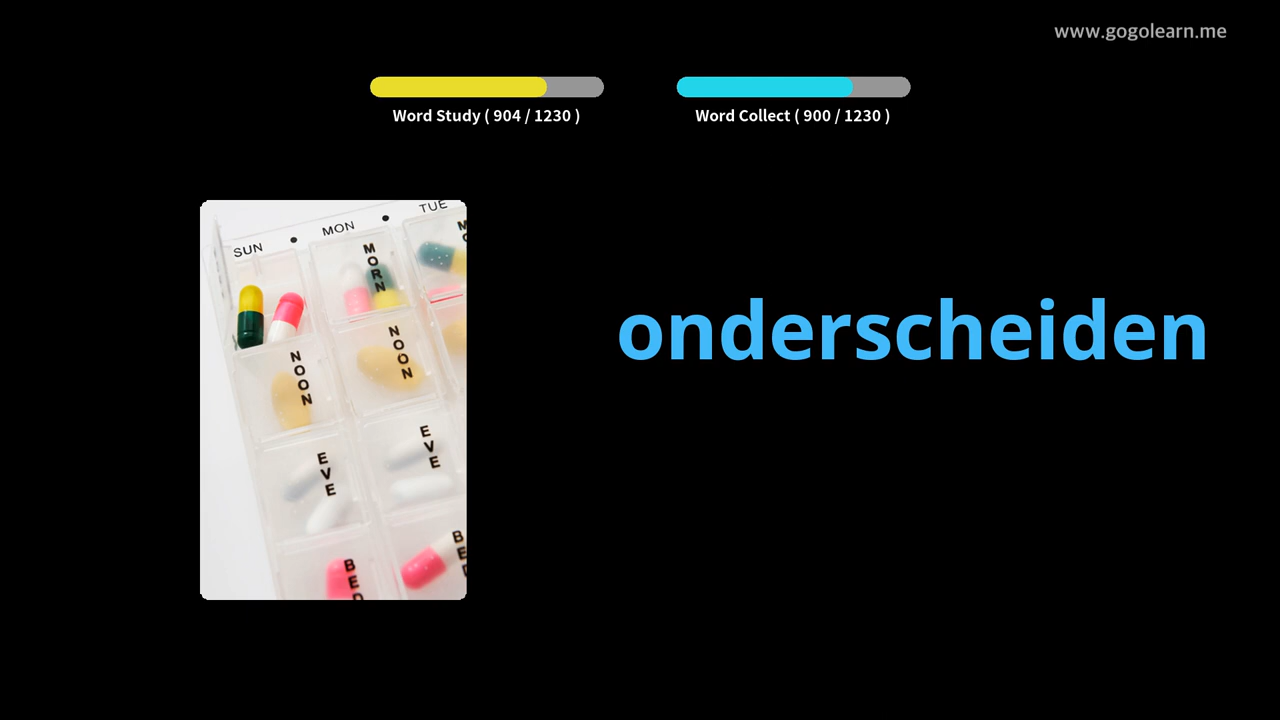 www.gogolearn.me
Word Study ( 904 / 1230 )
Word Collect ( 900 / 1230 )
SUN • MON • TUE
MORN
NOON
NOON
EVE
EVE
BED
onderscheiden